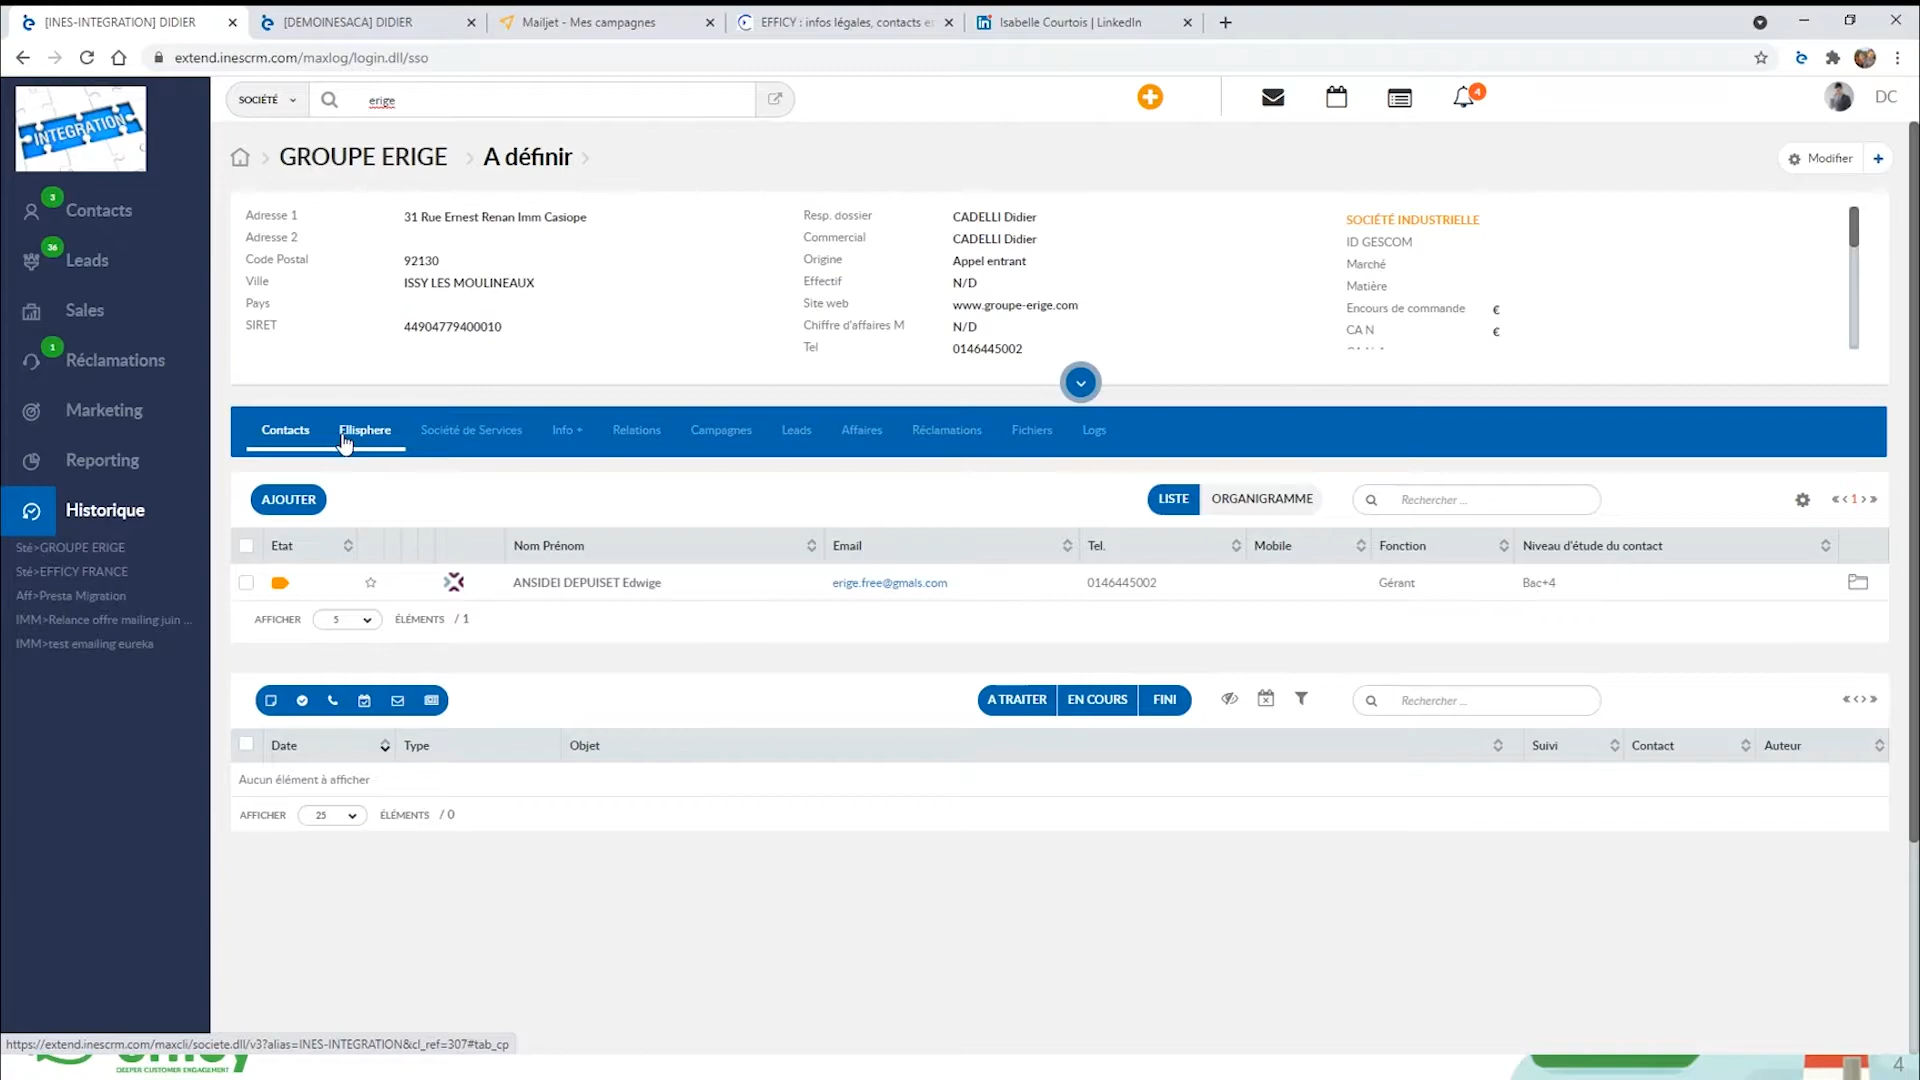 [INES-INTEGRATION] DIDIER
[DEMOINESACA] DIDIER
Mailjet - Mes campagnes
EFFICY : infos légales, contacts e
Isabelle Courtois | LinkedIn
extend.inescrm.com/maxlog/login.dll/sso
INTEGRATION
SOCIÉTÉ
erige
4
DC
GROUPE ERIGE
A définir
Modifier
3
Contacts
36
Leads
Sales
1
Réclamations
Marketing
Reporting
Historique
Sté>GROUPE ERIGE
Sté>EFFICY FRANCE
Aff>Presta Migration
IMM>Relance offre mailing juin ...
IMM>test emailing eureka
Adresse 1 31 Rue Ernest Renan Imm Casiope
Adresse 2
Code Postal 92130
Ville ISSY LES MOULINEAUX
Pays
SIRET 44904779400010
Resp. dossier CADELLI Didier
Commercial CADELLI Didier
Origine Appel entrant
Effectif N/D
Site web www.groupe-erige.com
Chiffre d'affaires M N/D
Tel 0146445002
SOCIÉTÉ INDUSTRIELLE
ID GESCOM
Marché
Matière
Encours de commande €
CA N €
Contacts Ellisphere Société de Services Info + Relations Campagnes Leads Affaires Réclamations Fichiers Logs
AJOUTER
LISTE ORGANIGRAMME
Rechercher ...
1
Etat Nom Prénom Email Tel. Mobile Fonction Niveau d'étude du contact
ANSIDEI DEPUISET Edwige erige.free@gmals.com 0146445002 Gérant Bac+4
AFFICHER 5 ÉLÉMENTS / 1
A TRAITER EN COURS FINI
Rechercher ...
Date Type Objet Suivi Contact Auteur
Aucun élément à afficher
AFFICHER 25 ÉLÉMENTS / 0
https://extend.inescrm.com/maxcli/societe.dll/v3?alias=INES-INTEGRATION&cl_ref=307#tab_cp
DEEPER CUSTOMER ENGAGEMENT
4